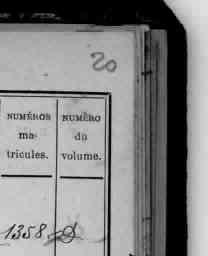 20
NUMÉROS NUMÉRO
ma- du
tricules. volume.
1358